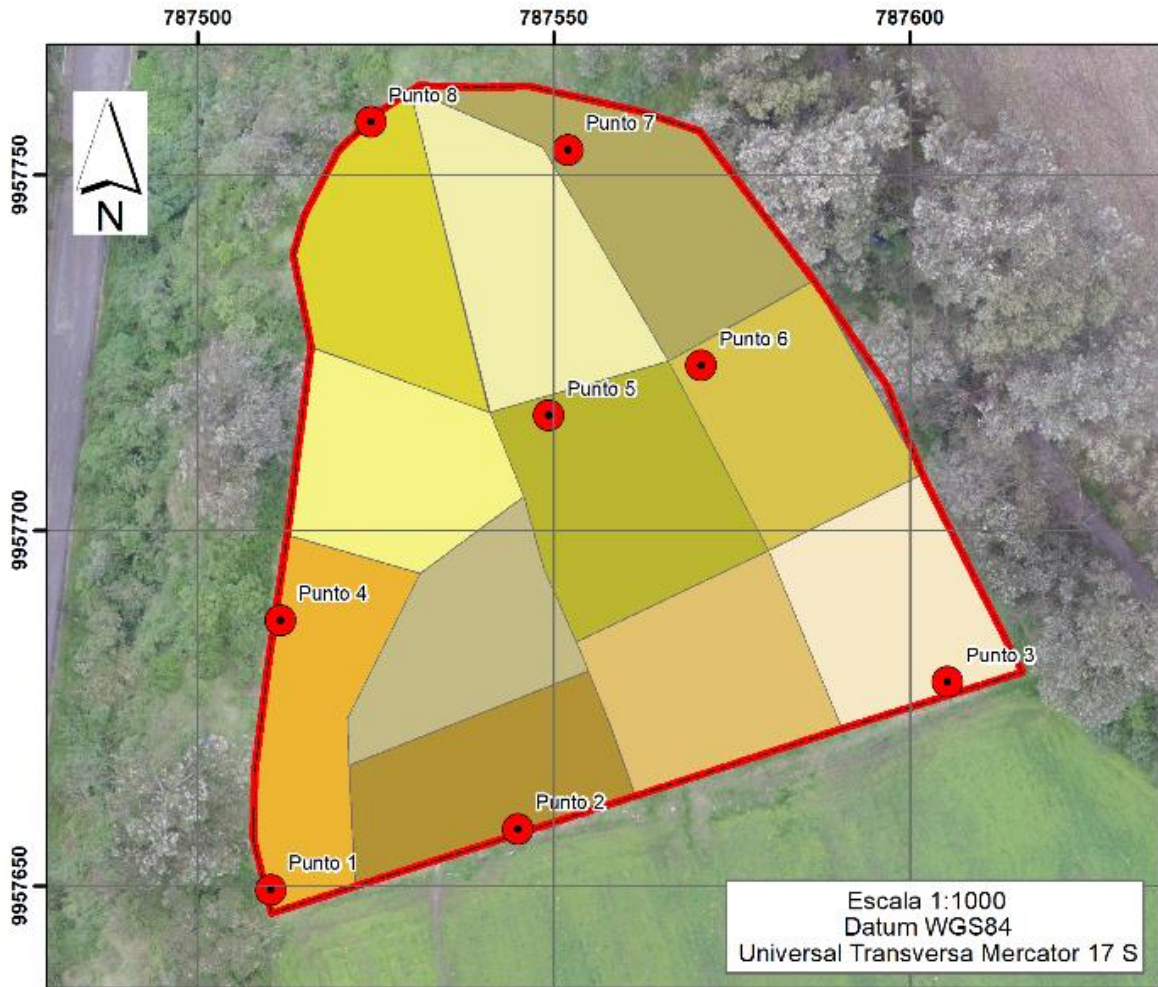 787500
787550
787600
Punto 8
Punto 7
9957750
N
Punto 6
Punto 5
9957700
Punto 4
Punto 3
Punto 2
Punto 1
9957650
Escala 1:1000
Datum WGS84
Universal Transversa Mercator 17 S